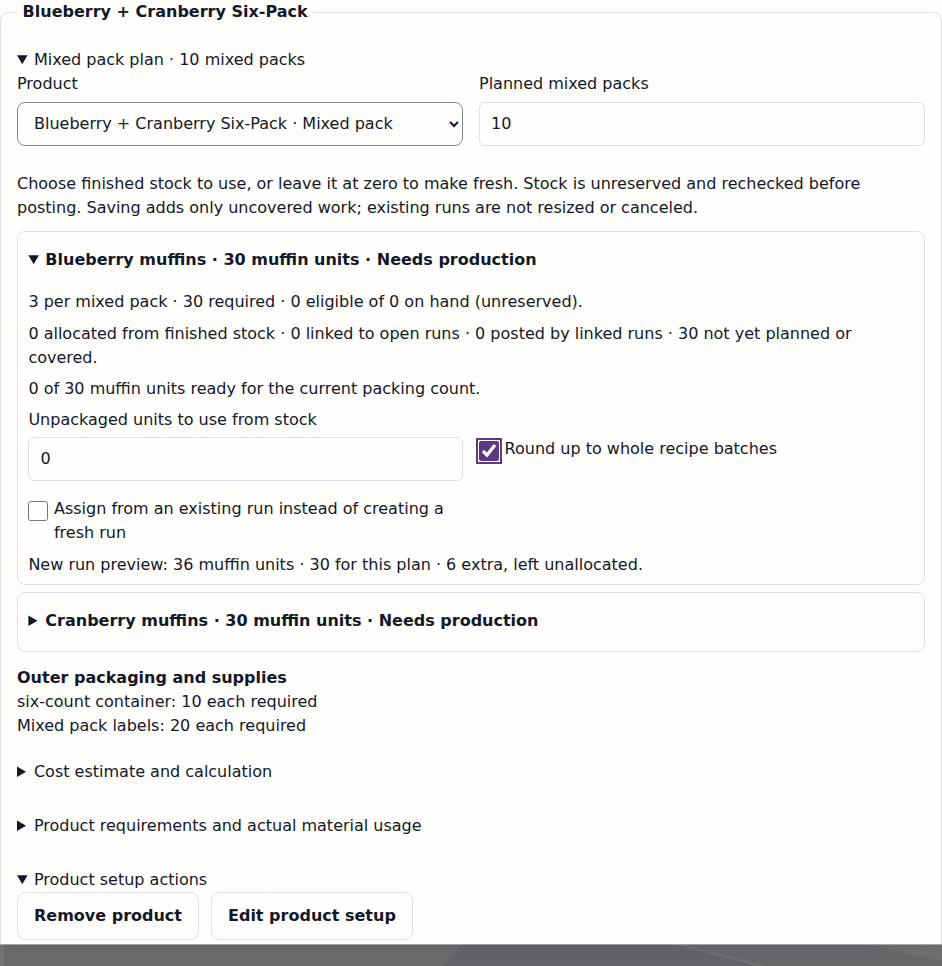 Blueberry + Cranberry Six-Pack
Mixed pack plan · 10 mixed packs
Product
Planned mixed packs
Blueberry + Cranberry Six-Pack · Mixed pack
10
Choose finished stock to use, or leave it at zero to make fresh. Stock is unreserved and rechecked before
posting. Saving adds only uncovered work; existing runs are not resized or canceled.
Blueberry muffins · 30 muffin units · Needs production
3 per mixed pack · 30 required · 0 eligible of 0 on hand (unreserved).
0 allocated from finished stock · 0 linked to open runs · 0 posted by linked runs · 30 not yet planned or
covered.
0 of 30 muffin units ready for the current packing count.
Unpackaged units to use from stock
0
Round up to whole recipe batches
Assign from an existing run instead of creating a
fresh run
New run preview: 36 muffin units · 30 for this plan · 6 extra, left unallocated.
Cranberry muffins · 30 muffin units · Needs production
Outer packaging and supplies
six-count container: 10 each required
Mixed pack labels: 20 each required
Cost estimate and calculation
Product requirements and actual material usage
Product setup actions
Remove product
Edit product setup